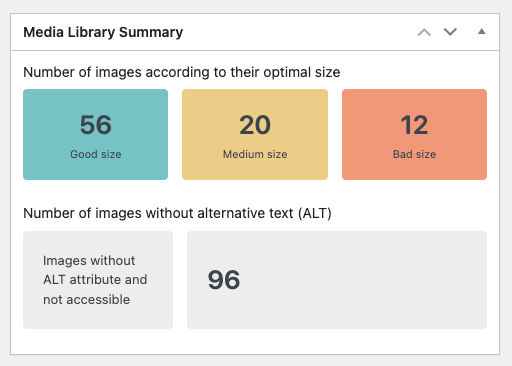 Media Library Summary
Number of images according to their optimal size
56
Good size
20
Medium size
12
Bad size
Number of images without alternative text (ALT)
Images without
ALT attribute and
not accessible
96